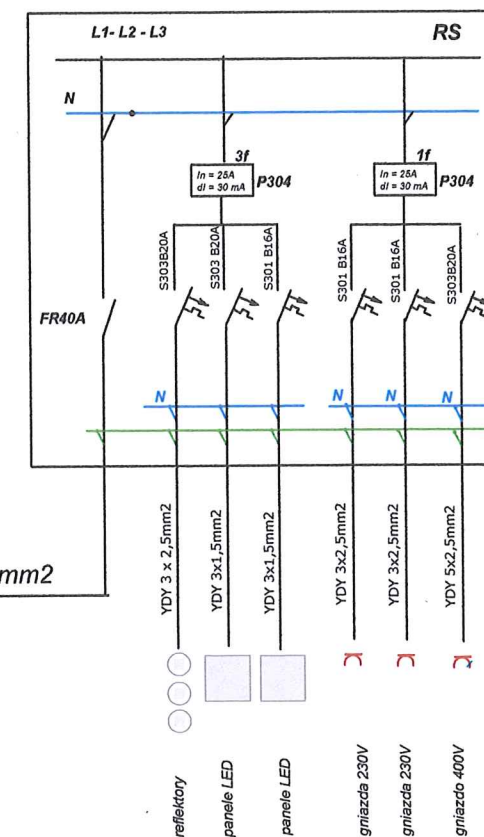 L1- L2 - L3
RS
N
3f
In = 25A
dI = 30 mA
P304
1f
In = 25A
dI = 30 mA
P304
S303B20A
S303 B20A
S301 B16A
S301 B16A
S301 B16A
S303B20A
FR40A
N
N
N
N
YDY 3 x 2,5mm2
YDY 3x1,5mm2
YDY 3x1,5mm2
YDY 3x2,5mm2
YDY 3x2,5mm2
YDY 5x2,5mm2
mm2
reflektory
panele LED
panele LED
gniazda 230V
gniazda 230V
gniazdo 400V